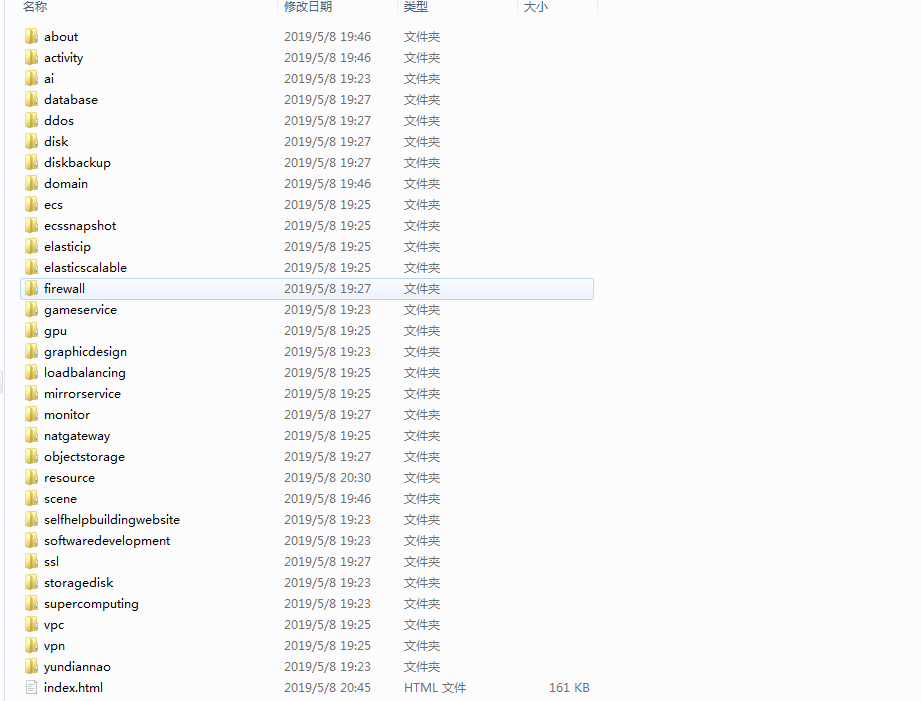 名称 修改日期 类型 大小
about 2019/5/8 19:46 文件夹
activity 2019/5/8 19:46 文件夹
ai 2019/5/8 19:23 文件夹
database 2019/5/8 19:27 文件夹
ddos 2019/5/8 19:27 文件夹
disk 2019/5/8 19:27 文件夹
diskbackup 2019/5/8 19:27 文件夹
domain 2019/5/8 19:46 文件夹
ecs 2019/5/8 19:25 文件夹
ecssnapshot 2019/5/8 19:25 文件夹
elasticip 2019/5/8 19:25 文件夹
elasticscalable 2019/5/8 19:25 文件夹
firewall 2019/5/8 19:27 文件夹
gameservice 2019/5/8 19:23 文件夹
gpu 2019/5/8 19:25 文件夹
graphicdesign 2019/5/8 19:23 文件夹
loadbalancing 2019/5/8 19:25 文件夹
mirrorservice 2019/5/8 19:25 文件夹
monitor 2019/5/8 19:27 文件夹
natgateway 2019/5/8 19:25 文件夹
objectstorage 2019/5/8 19:27 文件夹
resource 2019/5/8 20:30 文件夹
scene 2019/5/8 19:46 文件夹
selfhelpbuildingwebsite 2019/5/8 19:23 文件夹
softwaredevelopment 2019/5/8 19:23 文件夹
ssl 2019/5/8 19:27 文件夹
storagedisk 2019/5/8 19:23 文件夹
supercomputing 2019/5/8 19:23 文件夹
vpc 2019/5/8 19:25 文件夹
vpn 2019/5/8 19:25 文件夹
yundiannao 2019/5/8 19:23 文件夹
index.html 2019/5/8 20:45 HTML 文件 161 KB